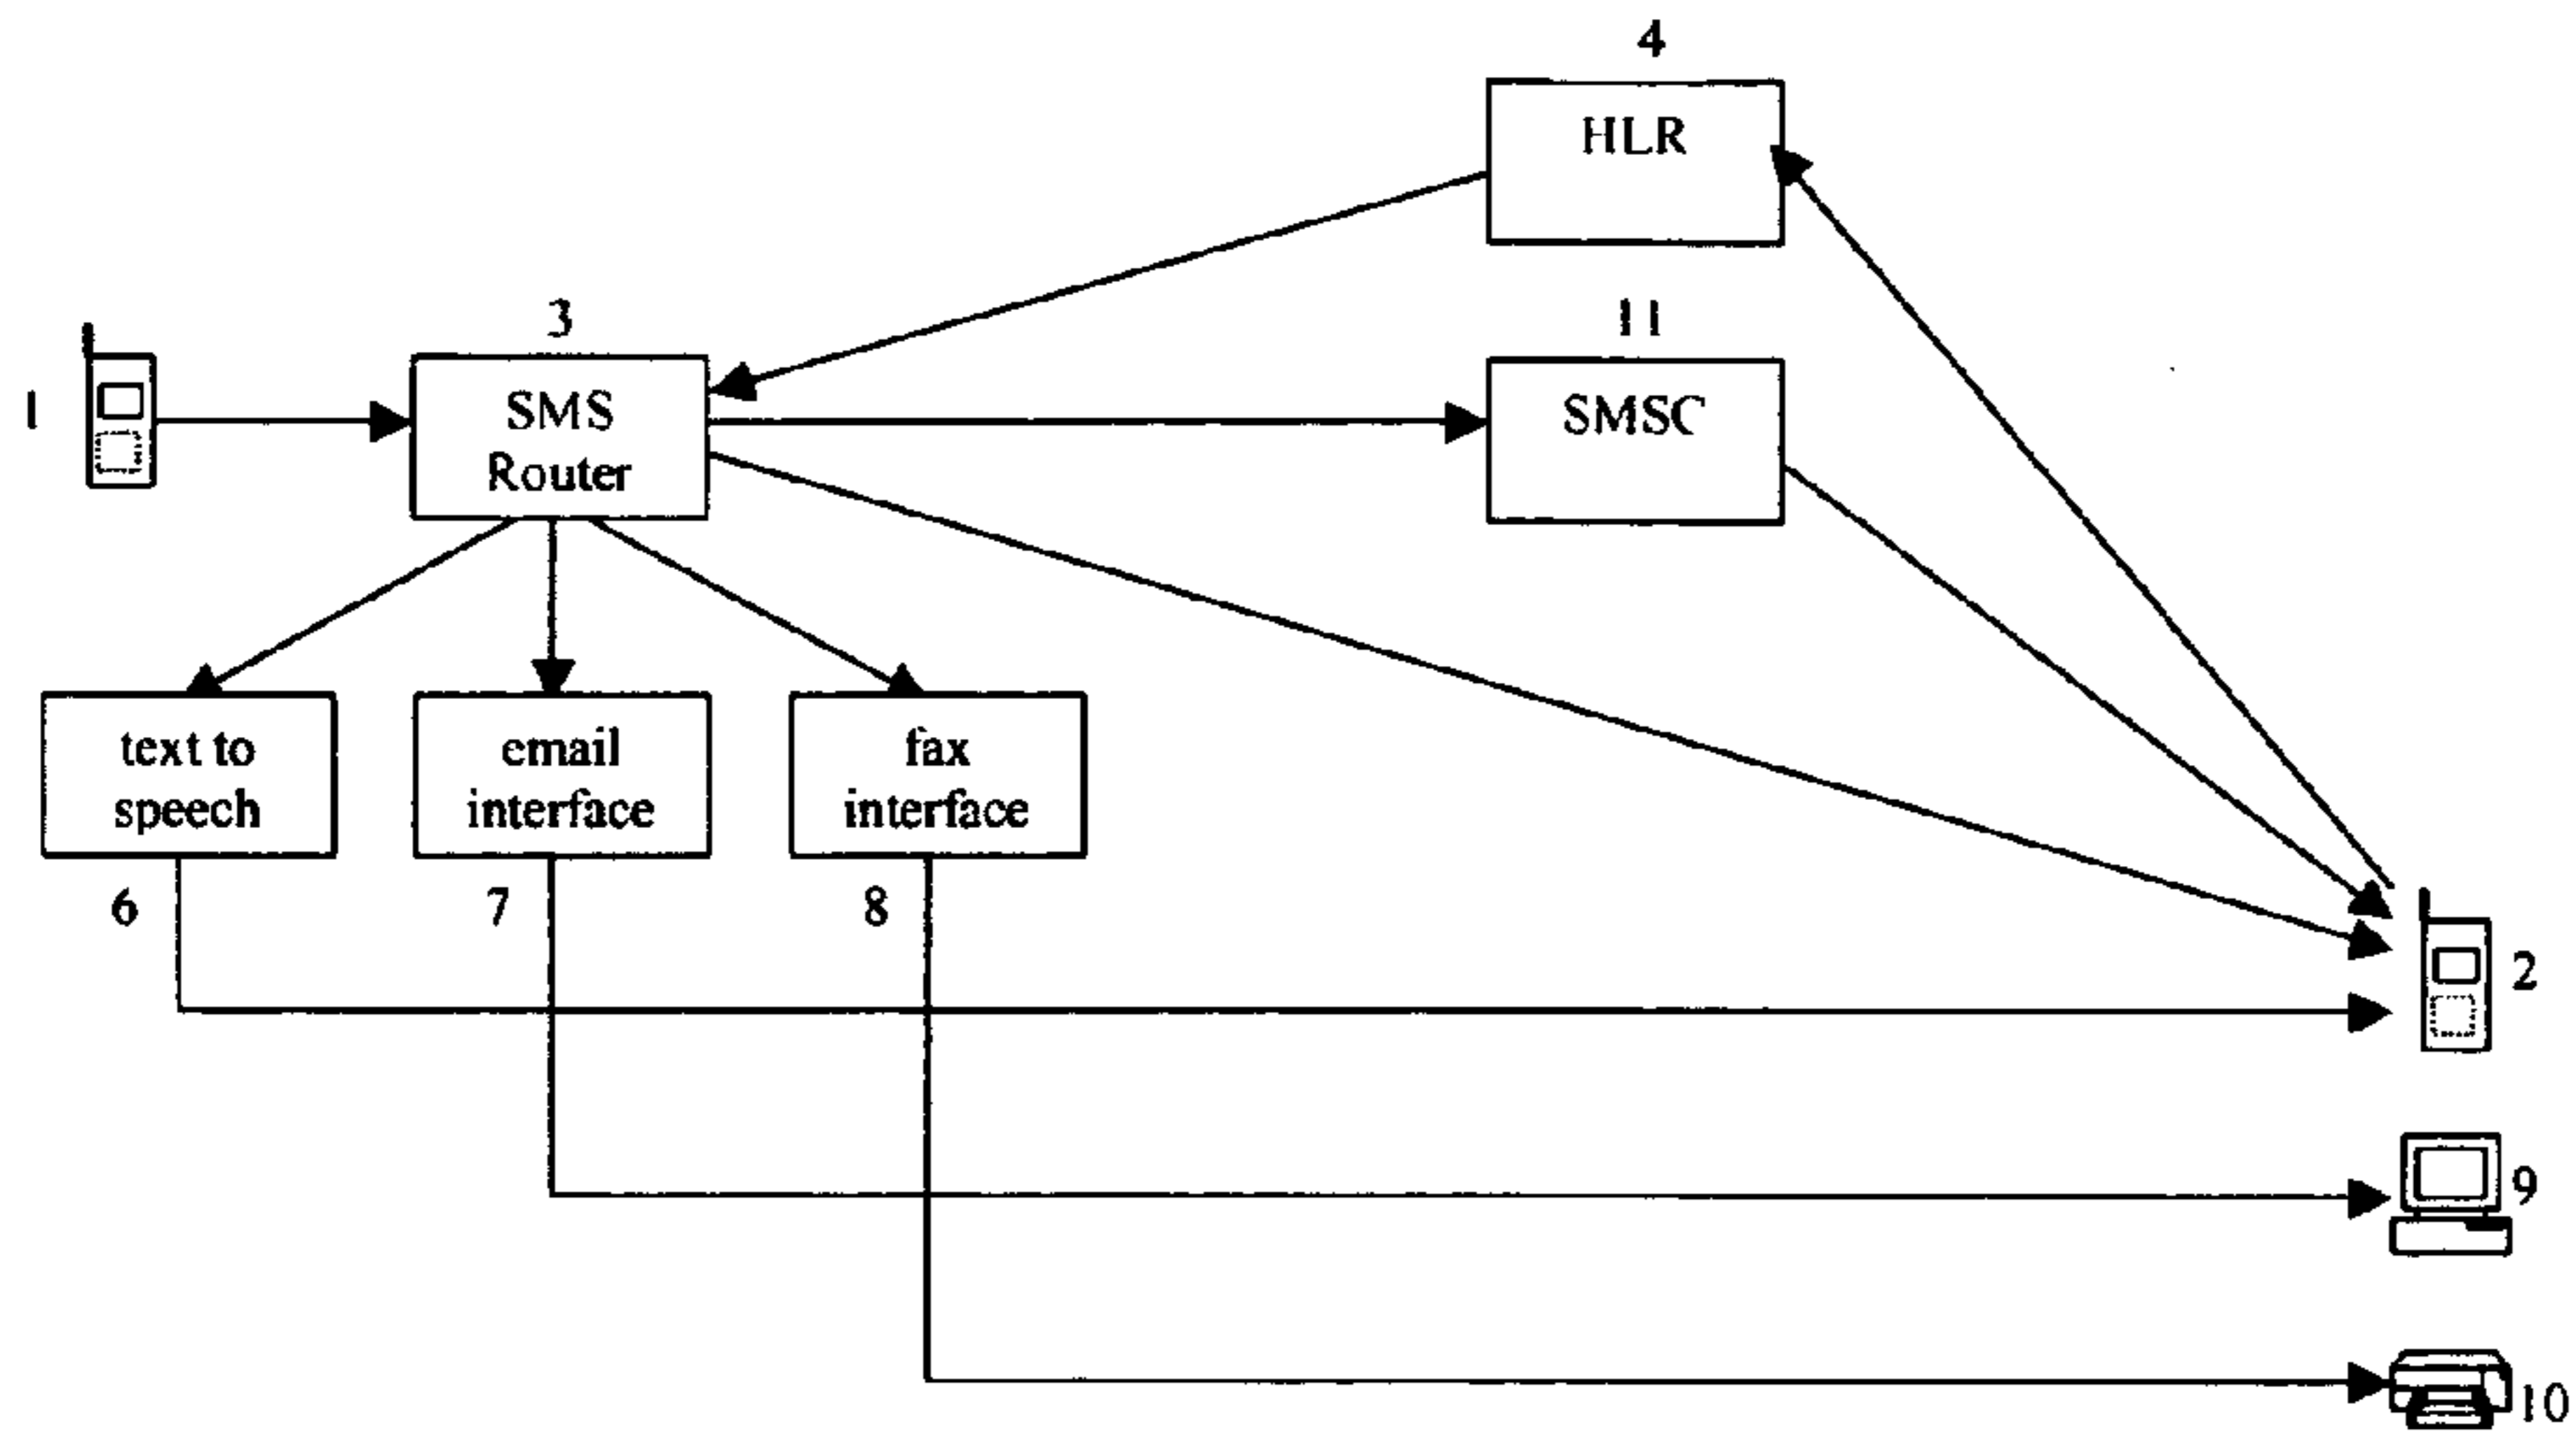 4
HLR
3
11
1
SMS
Router
SMSC
text to
speech
email
interface
fax
interface
6
7
8
2
9
10